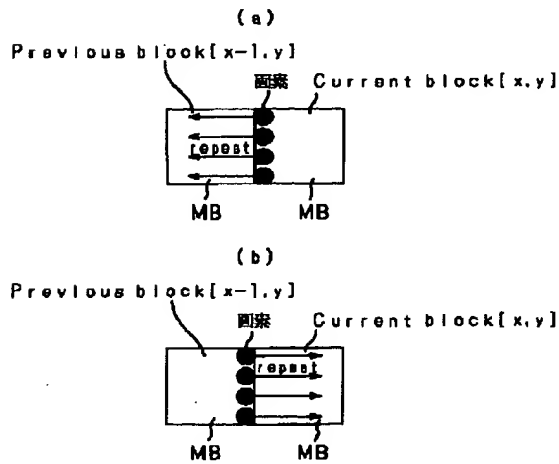 (a)
Previous block[x-1,y]
画素
Current block[x,y]
repeat
MB
MB
(b)
Previous block[x-1,y]
画素
Current block[x,y]
repeat
MB
MB